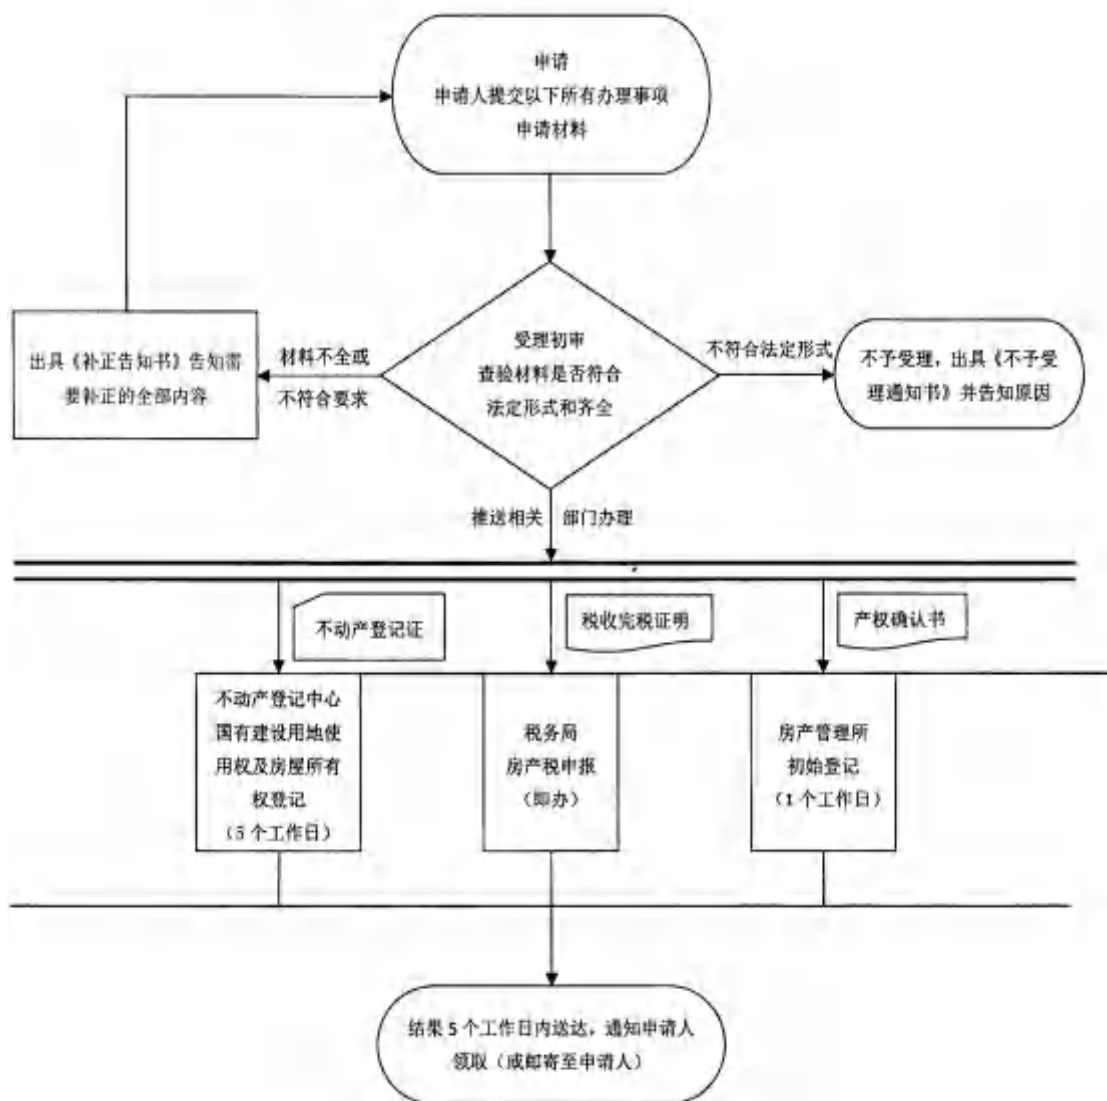 申请
申请人提交以下所有办理事项
申请材料
出具《补正告知书》告知需
要补正的全部内容
材料不全或
不符合要求
受理初审
查验材料是否符合
法定形式和齐全
不符合法定形式
不予受理，出具《不予受
理通知书》并告知原因
推送相关 部门办理
不动产登记证
税收完税证明
产权确认书
不动产登记中心
国有建设用地使
用权及房屋所有
权登记
（5 个工作日）
税务局
房产税申报
（即办）
房产管理所
初始登记
（1 个工作日）
结果 5 个工作日内送达，通知申请人
领取（或邮寄至申请人）